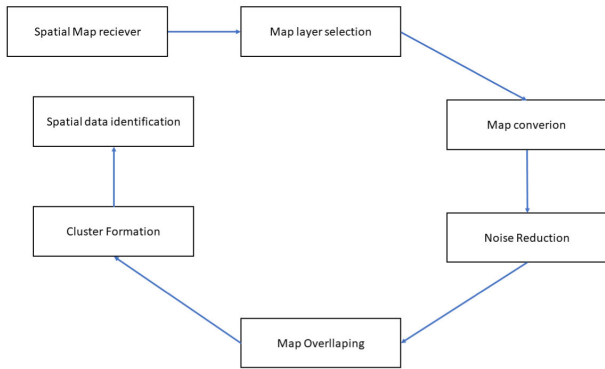 Spatial Map reciever
Map layer selection
Map converion
Noise Reduction
Map Overllaping
Cluster Formation
Spatial data identification